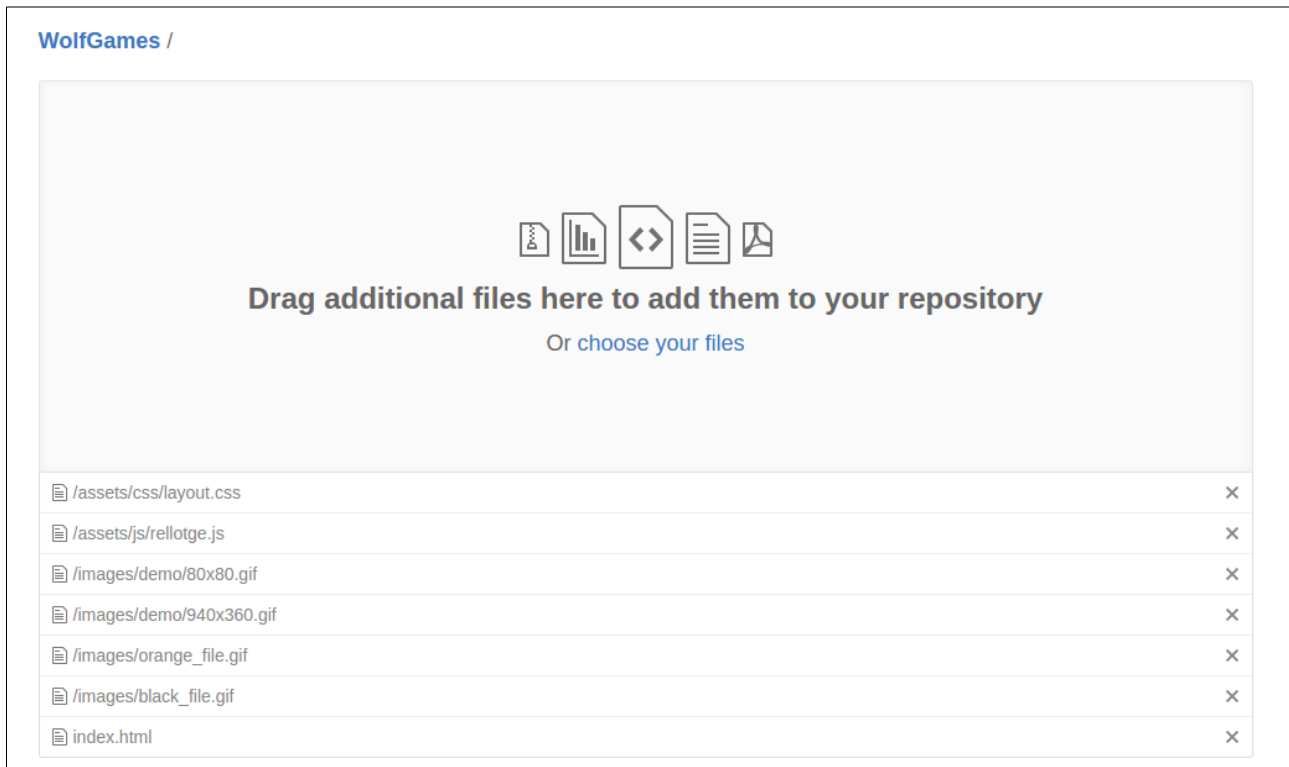 WolfGames /
Drag additional files here to add them to your repository
Or choose your files
/assets/css/layout.css
/assets/js/rellotge.js
/images/demo/80x80.gif
/images/demo/940x360.gif
/images/orange_file.gif
/images/black_file.gif
index.html